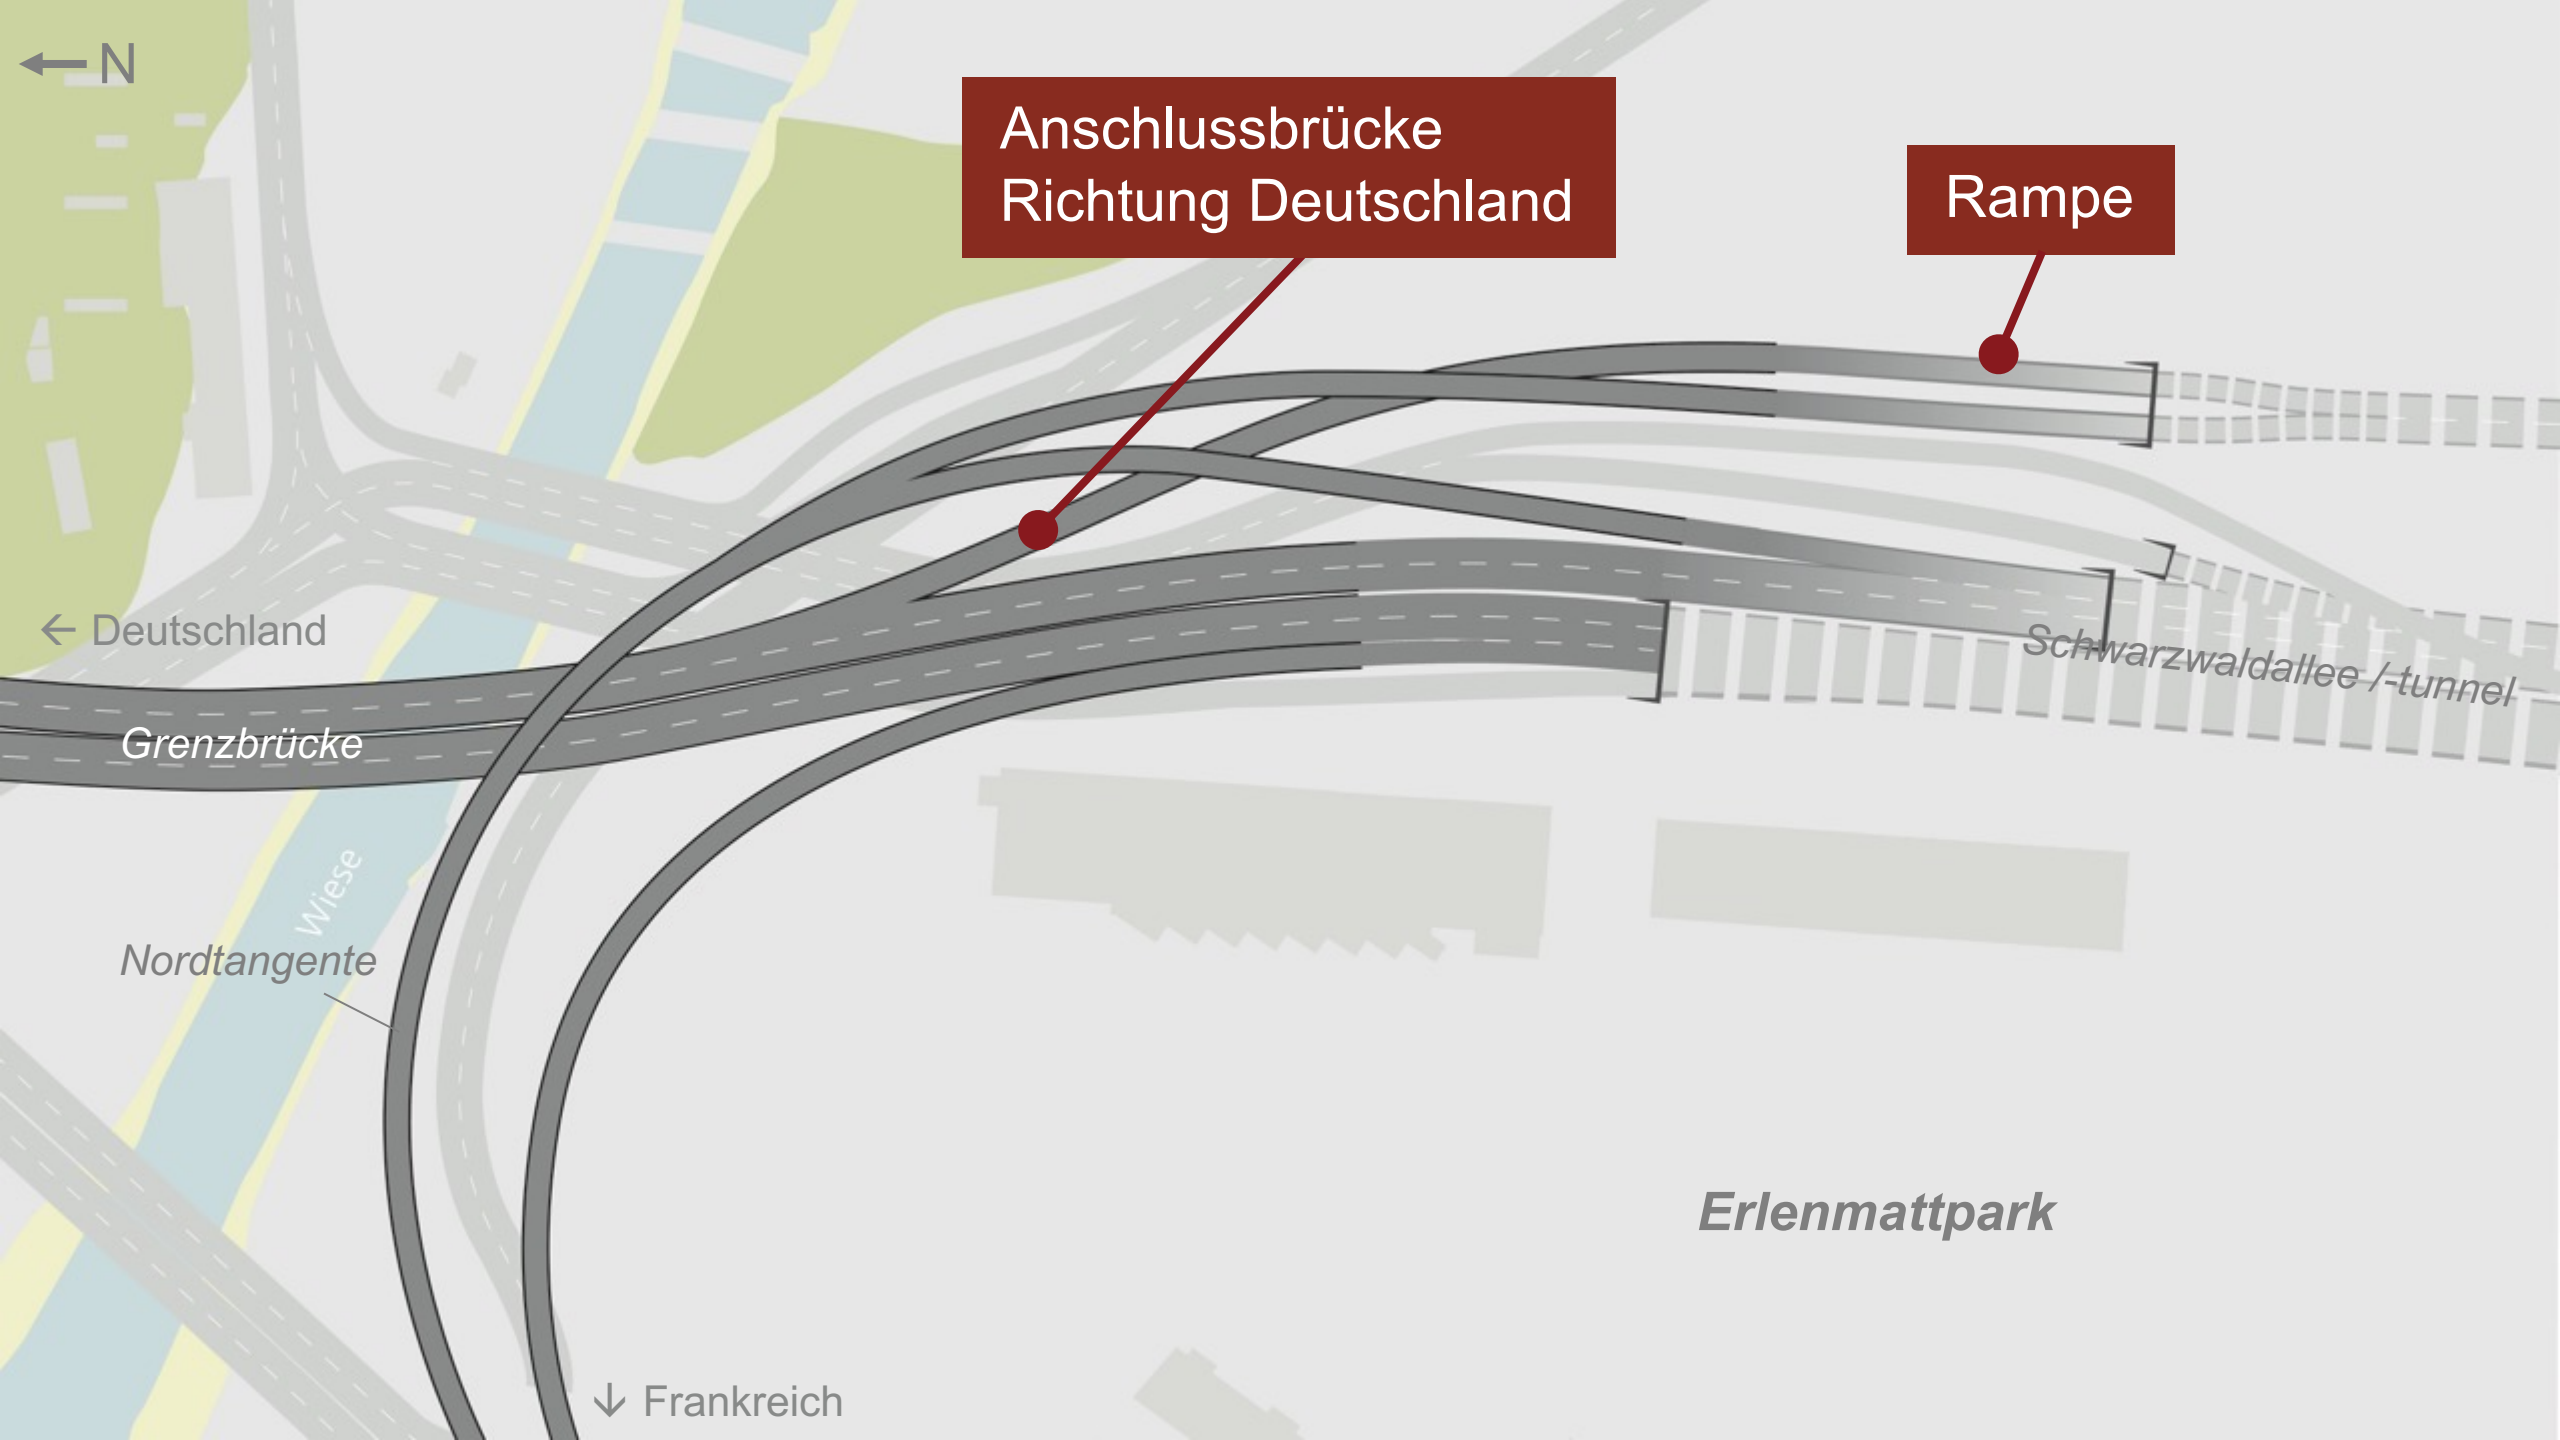 N
Anschlussbrücke
Richtung Deutschland
Rampe
← Deutschland
Schwarzwaldallee /-tunnel
Grenzbrücke
Wiese
Nordtangente
Erlenmattpark
↓ Frankreich